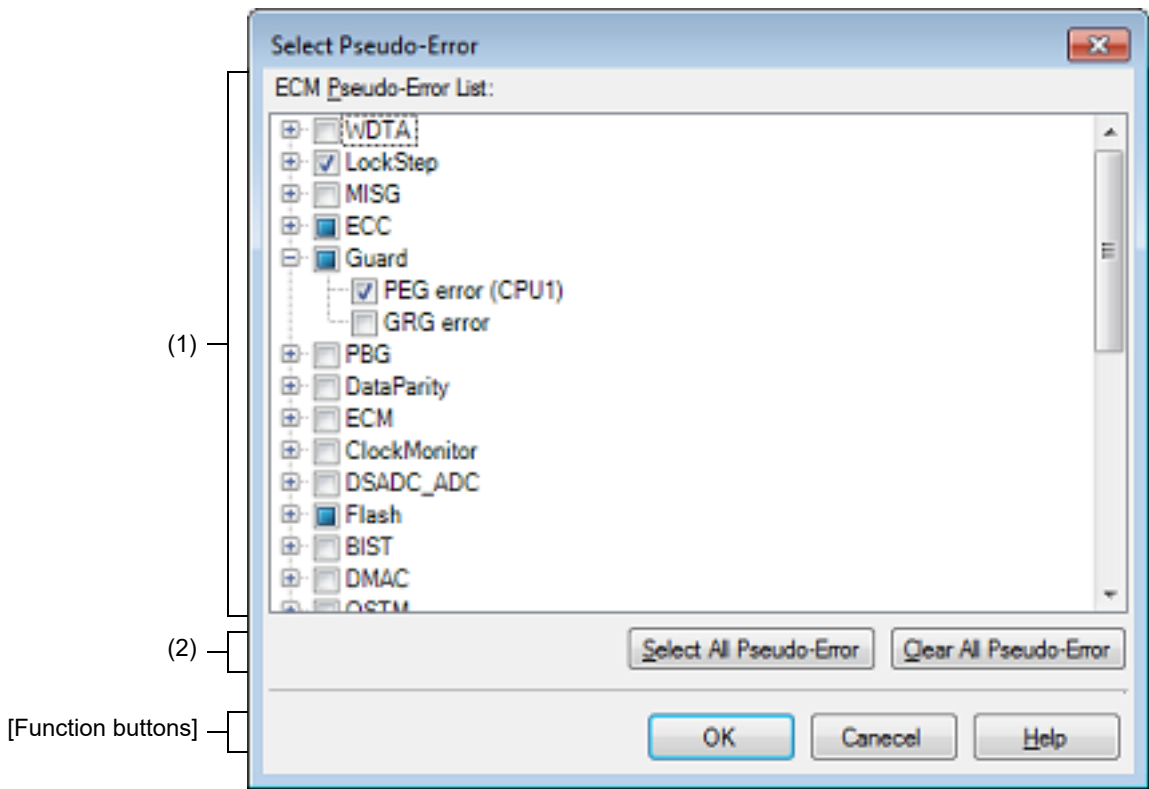 Select Pseudo-Error
ECM Pseudo-Error List:
WDTA
LockStep
MISG
ECC
Guard
PEG error (CPU1)
GRG error
(1)
PBG
DataParity
ECM
ClockMonitor
DSADC_ADC
Flash
BIST
DMAC
OSTM
(2)
Select All Pseudo-Error Clear All Pseudo-Error
[Function buttons]
OK Canecel Help